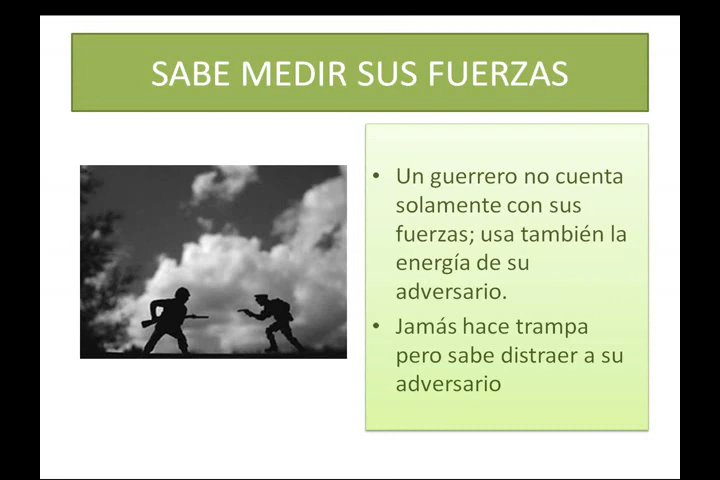 SABE MEDIR SUS FUERZAS
• Un guerrero no cuenta
solamente con sus
fuerzas; usa también la
energía de su
adversario.
• Jamás hace trampa
pero sabe distraer a su
adversario